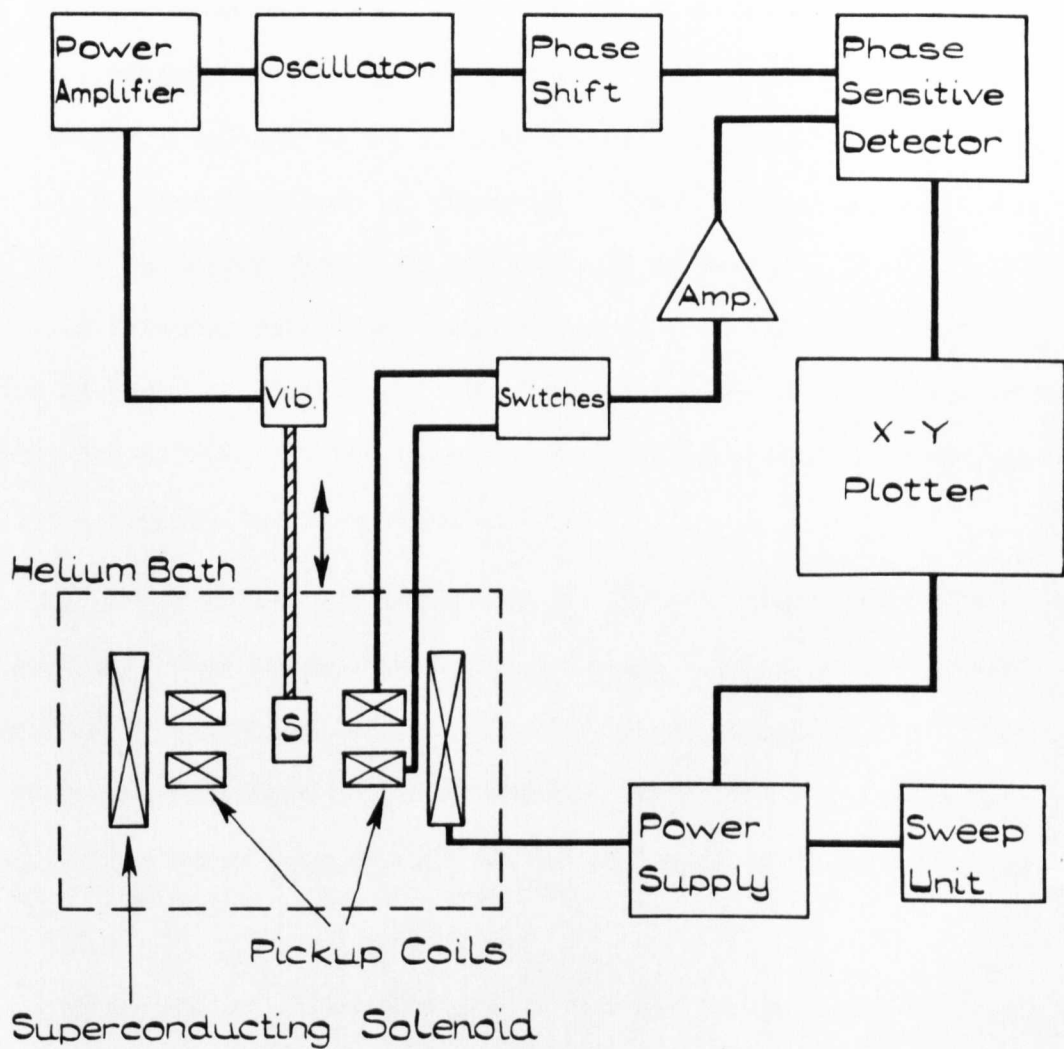 Power
Amplifier
Oscillator
Phase
Shift
Phase
Sensitive
Detector
Amp.
Vib.
Switches
X-Y
Plotter
Helium Bath
S
Power
Supply
Sweep
Unit
Pickup Coils
Superconducting Solenoid